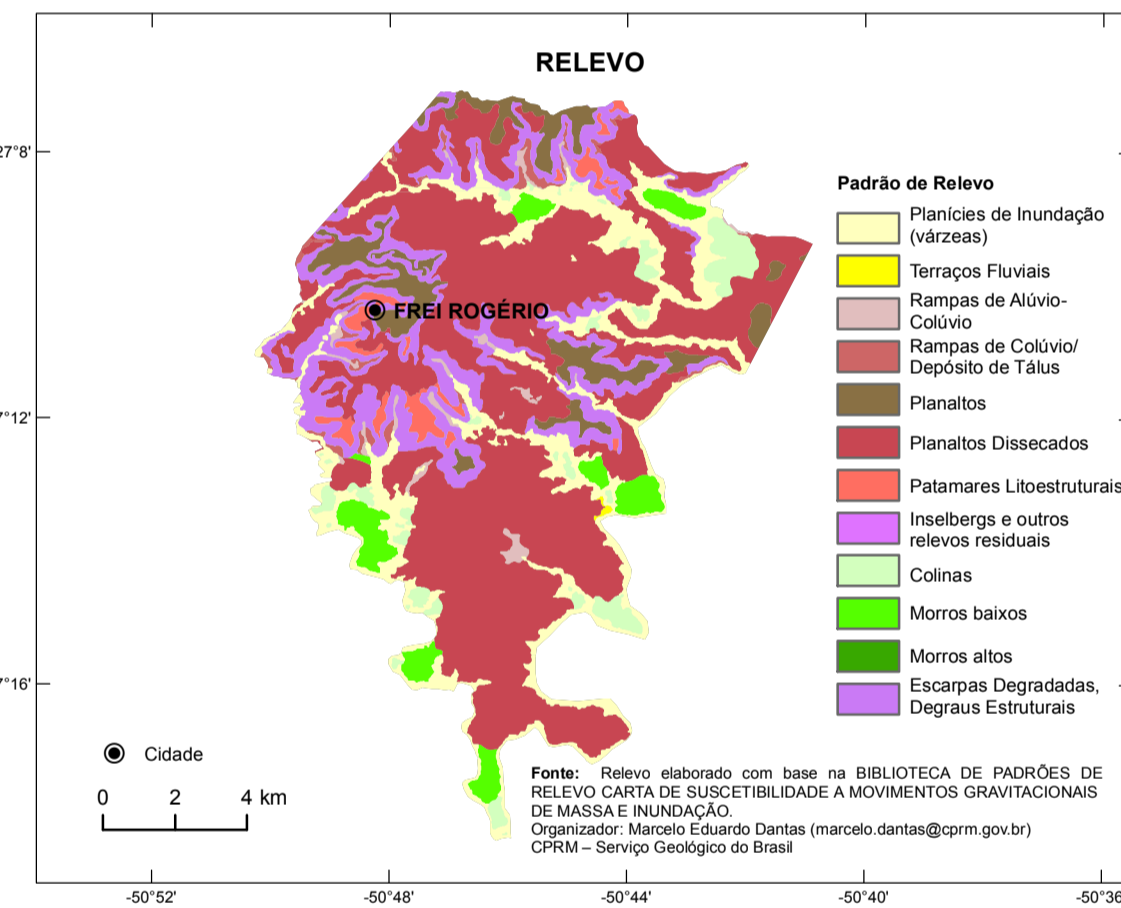 RELEVO
27°8'
Padrão de Relevo
Planícies de Inundação
(várzeas)
Terraços Fluviais
Rampas de Alúvio-
Colúvio
FREI ROGÉRIO
Rampas de Colúvio/
Depósito de Tálus
Planaltos
7°12'
Planaltos Dissecados
Patamares Litoestruturais
Inselbergs e outros
relevos residuais
Colinas
Morros baixos
Morros altos
7°16'
Escarpas Degradadas,
Degraus Estruturais
Cidade
0 2 4 km
Fonte: Relevo elaborado com base na BIBLIOTECA DE PADRÕES DE
RELEVO CARTA DE SUSCETIBILIDADE A MOVIMENTOS GRAVITACIONAIS
DE MASSA E INUNDAÇÃO.
Organizador: Marcelo Eduardo Dantas (marcelo.dantas@cprm.gov.br)
CPRM – Serviço Geológico do Brasil
-50°52' -50°48' -50°44' -50°40' -50°36